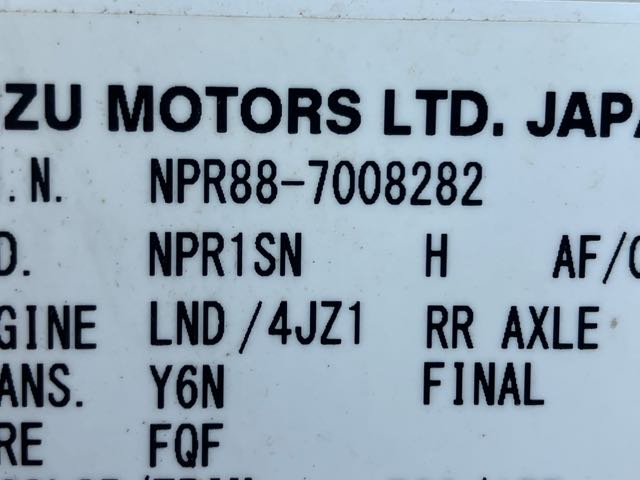 ZU MOTORS LTD. JAPA
.N. NPR88-7008282
D. NPR1SN H AF/
GINE LND/4JZ1 RR AXLE
ANS. Y6N FINAL
RE FQF